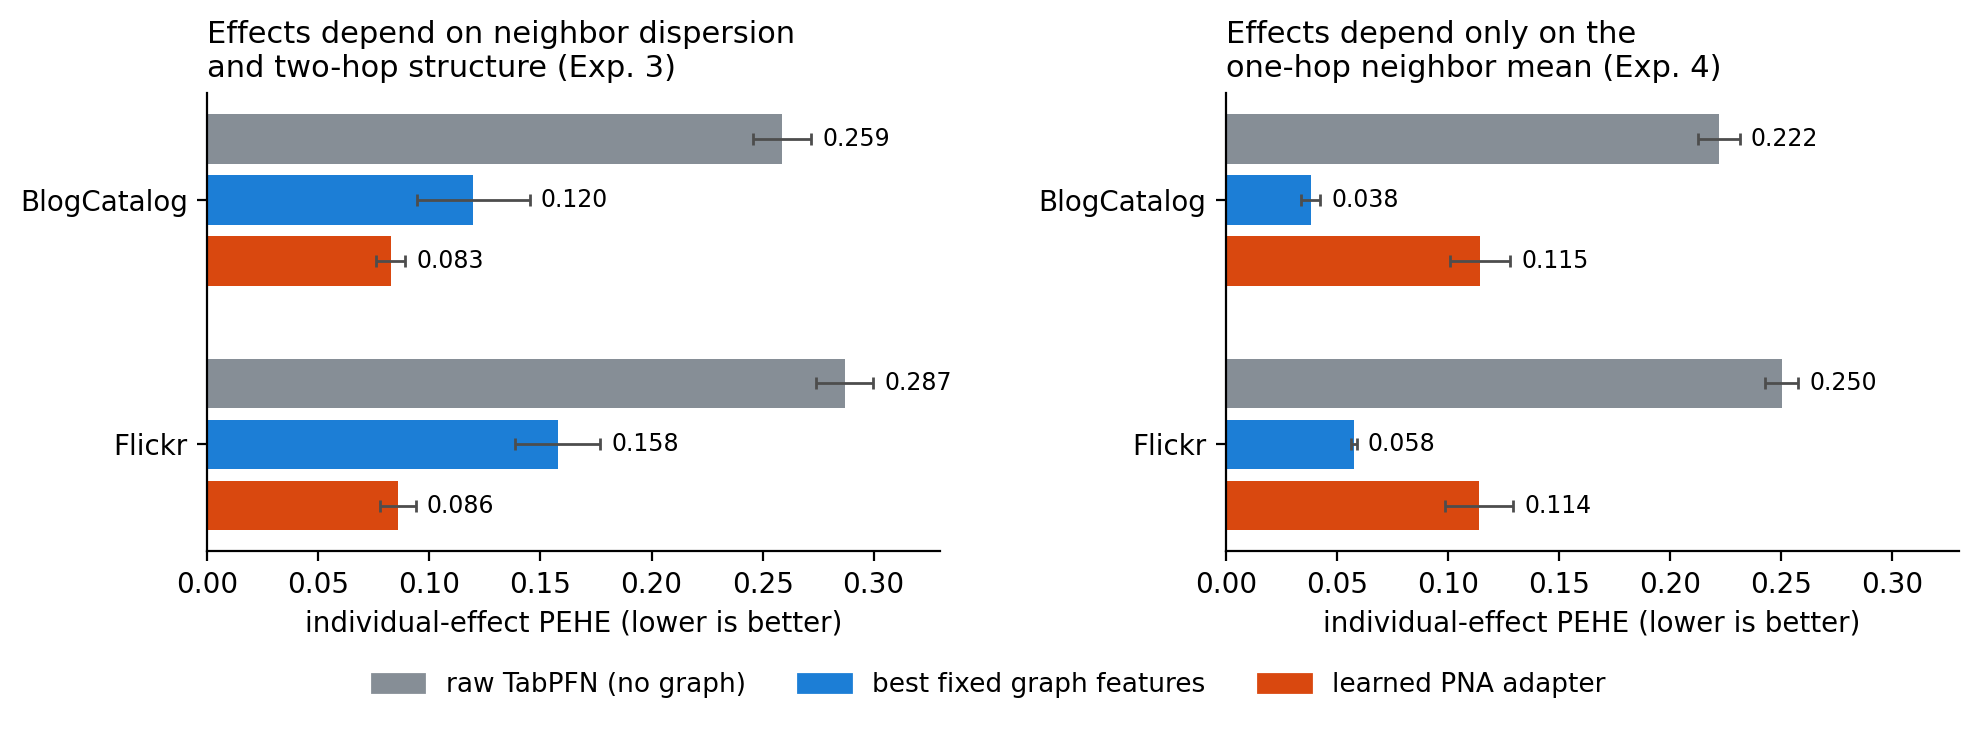 Effects depend on neighbor dispersion
and two-hop structure (Exp. 3)
BlogCatalog
0.259
0.120
0.083
Flickr
0.287
0.158
0.086
0.00 0.05 0.10 0.15 0.20 0.25 0.30
individual-effect PEHE (lower is better)
Effects depend only on the
one-hop neighbor mean (Exp. 4)
BlogCatalog
0.222
0.038
0.115
Flickr
0.250
0.058
0.114
0.00 0.05 0.10 0.15 0.20 0.25 0.30
individual-effect PEHE (lower is better)
raw TabPFN (no graph) best fixed graph features learned PNA adapter